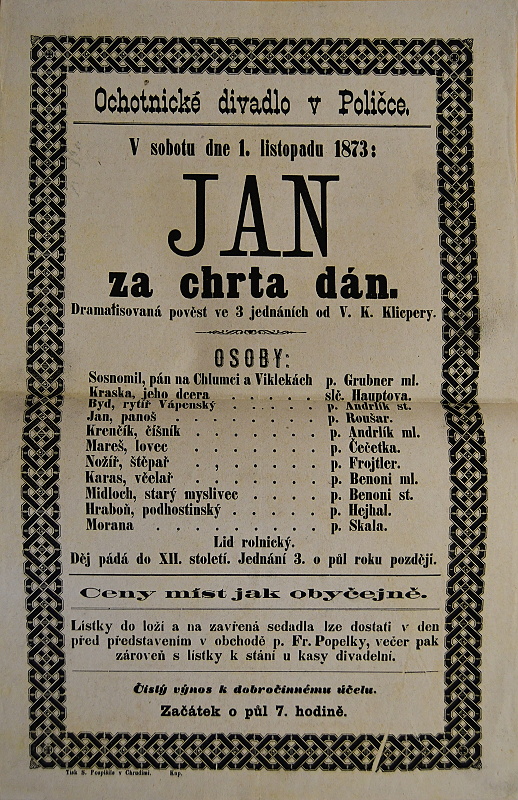 Ochotnické divadlo v Poličce.
V sobotu dne 1. listopadu 1873:
JAN
za chrta dán.
Dramatisovaná pověst ve 3 jednáních od V. K. Klicpery.
OSOBY:
Sosnomil, pán na Chlumci a Viklekách p. Grubner ml.
Kraska, jeho dcera . . . . . slč. Hauptova.
Byd, rytíř Vápenský . . . . . p. Andrlík st.
Jan, panoš . . . . . . . . p. Roušar.
Krenčík, číšník . . . . . . . p. Andrlík ml.
Mareš, lovec . . . . . . . . p. Čečetka.
Nožíř, štěpař . , . . . . . p. Frojtler.
Karas, včelař . . . . . . . p. Benoni ml.
Midloch, starý myslivec . . . . p. Benoni st.
Hraboň, podhostinský . . . . . p. Hejhal.
Morana . . . . . . . . . p. Skala.
Lid rolnický.
Děj pádá do XII. století. Jednání 3. o půl roku později.
Ceny míst jak obyčejně.
Lístky do loží a na zavřená sedadla lze dostati v den
před představením v obchodě p. Fr. Popelky, večer pak
zároveň s lístky k stání u kasy divadelní.
Čistý výnos k dobročinnému účelu.
Začátek o půl 7. hodině.
Tisk S. Pospíšila v Chrudimi. Kop.